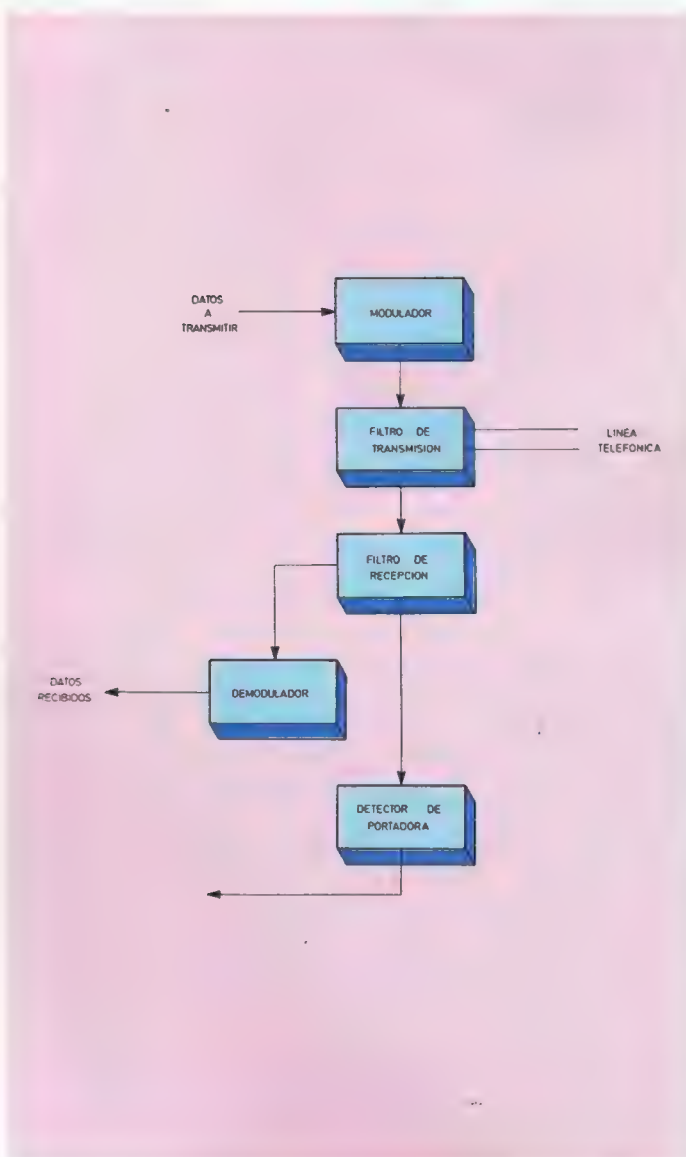 DATOS
A
TRANSMITIR
MODULADOR
FILTRO DE
TRANSMISION
LINEA
TELEFONICA
FILTRO DE
RECEPCION
DATOS
RECIBIDOS
DEMODULADOR
DETECTOR DE
PORTADORA